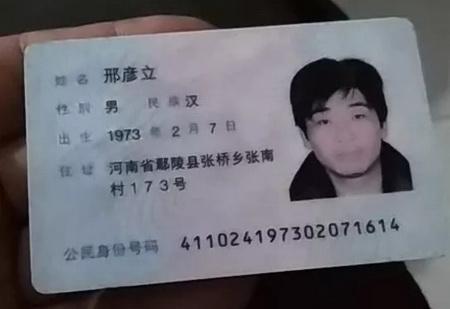 姓名 邢彦立
性别 男 民族 汉
出生 1973 年 2 月 7 日
住址 河南省鄢陵县张桥乡张南
村173号
公民身份号码 411024197302071614